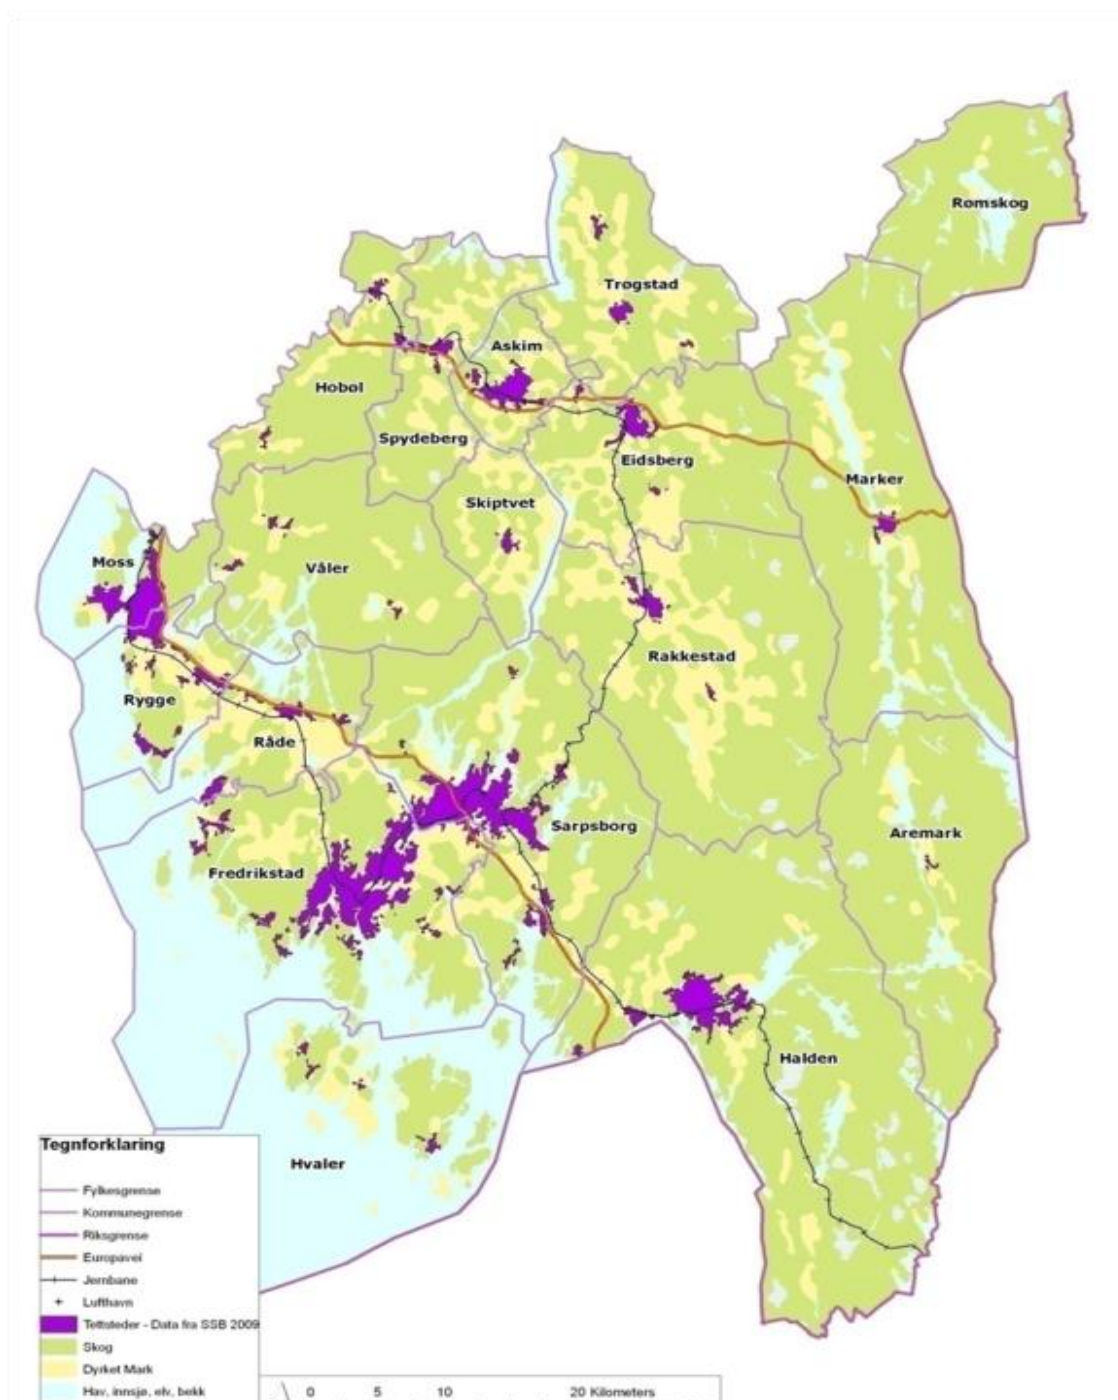 Rømskog
Trøgstad
Askim
Hobøl
Spydeberg
Eidsberg
Marker
Skiptvet
Moss
Våler
Rakkestad
Rygge
Råde
Sarpsborg
Aremark
Fredrikstad
Halden
Hvaler
Tegnforklaring
Fylkesgrense
Kommunegrense
Riksgrense
Europavei
Jernbane
Lufthavn
Tettsteder - Data fra SSB 2009
Skog
Dyrket Mark
Hav, innsjø, elv, bekk
0 5 10 20 Kilometers